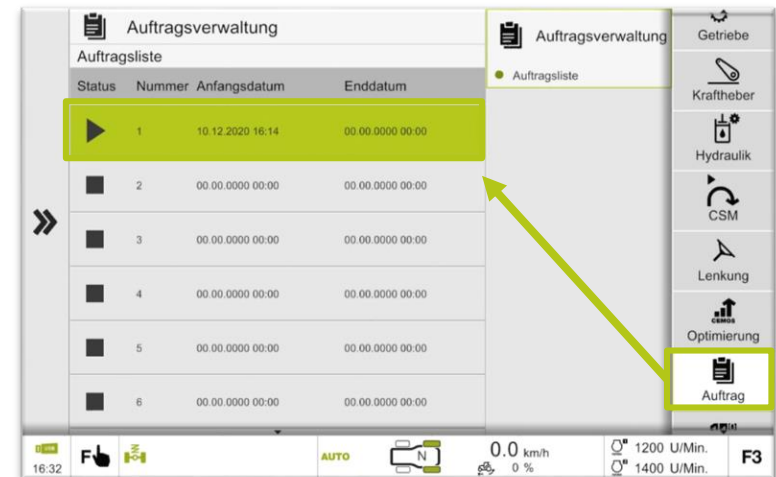 Auftragsverwaltung
Auftragsliste
Status Nummer Anfangsdatum Enddatum
1 10.12.2020 16:14 00.00.0000 00:00
2 00.00.0000 00:00 00.00.0000 00:00
3 00.00.0000 00:00 00.00.0000 00:00
4 00.00.0000 00:00 00.00.0000 00:00
5 00.00.0000 00:00 00.00.0000 00:00
6 00.00.0000 00:00 00.00.0000 00:00
Auftragsverwaltung
Auftragsliste
Getriebe
Kraftheber
Hydraulik
CSM
Lenkung
CEMOS
Optimierung
Auftrag
16:32
F
N
AUTO
N
0.0 km/h
0 %
1200 U/Min.
1400 U/Min.
F3